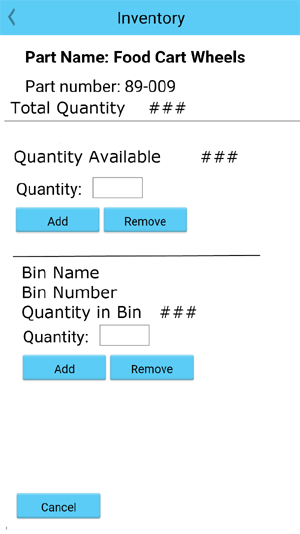 Inventory
Part Name: Food Cart Wheels
Part number: 89-009
Total Quantity ###
Quantity Available ###
Quantity:
Add Remove
Bin Name
Bin Number
Quantity in Bin ###
Quantity:
Add Remove
Cancel